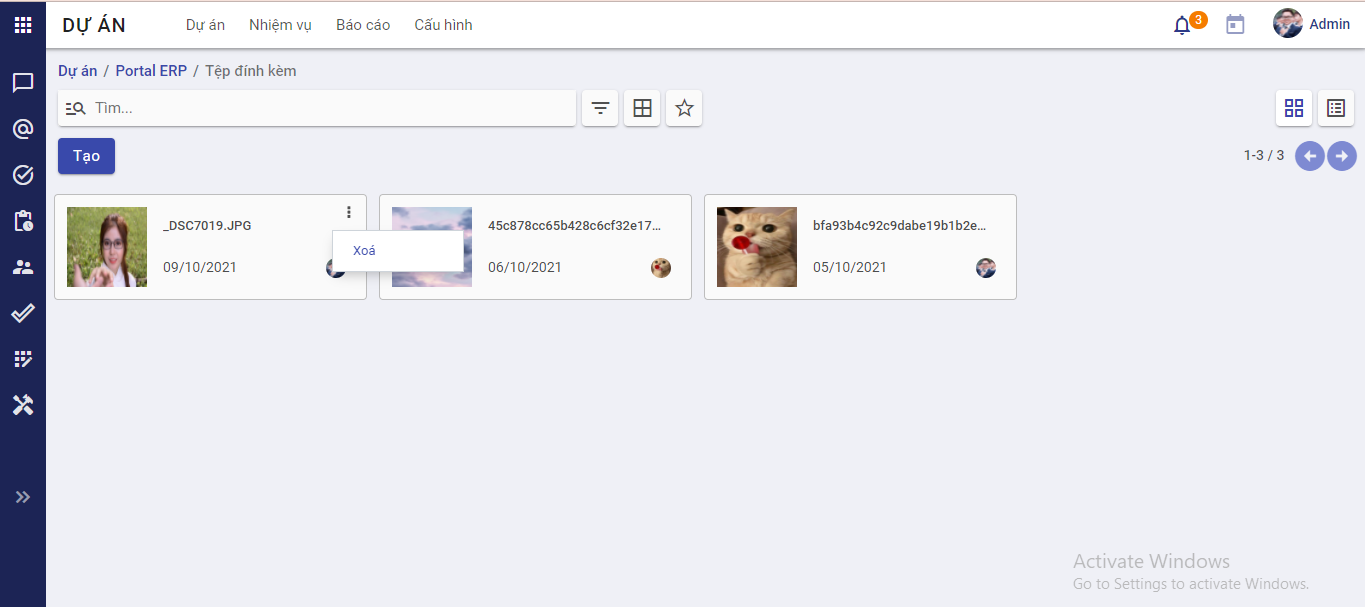 DỰ ÁN Dự án Nhiệm vụ Báo cáo Cấu hình 3 Admin
Dự án / Portal ERP / Tệp đính kèm
Tìm...
Tạo 1-3 / 3
_DSC7019.JPG
09/10/2021
Xoá
45c878cc65b428c6cf32e17...
06/10/2021
bfa93b4c92c9dabe19b1b2e...
05/10/2021
Activate Windows
Go to Settings to activate Windows.